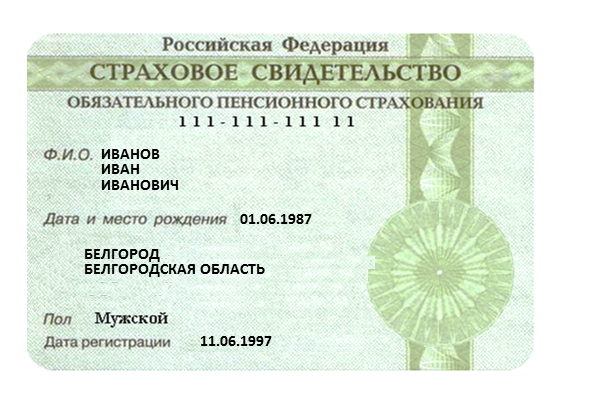 Российская Федерация
СТРАХОВОЕ СВИДЕТЕЛЬСТВО
ОБЯЗАТЕЛЬНОГО ПЕНСИОННОГО СТРАХОВАНИЯ
111-111-111 11
Ф.И.О. ИВАНОВ
ИВАН
ИВАНОВИЧ
Дата и место рождения 01.06.1987
БЕЛГОРОД
БЕЛГОРОДСКАЯ ОБЛАСТЬ
Пол Мужской
Дата регистрации 11.06.1997